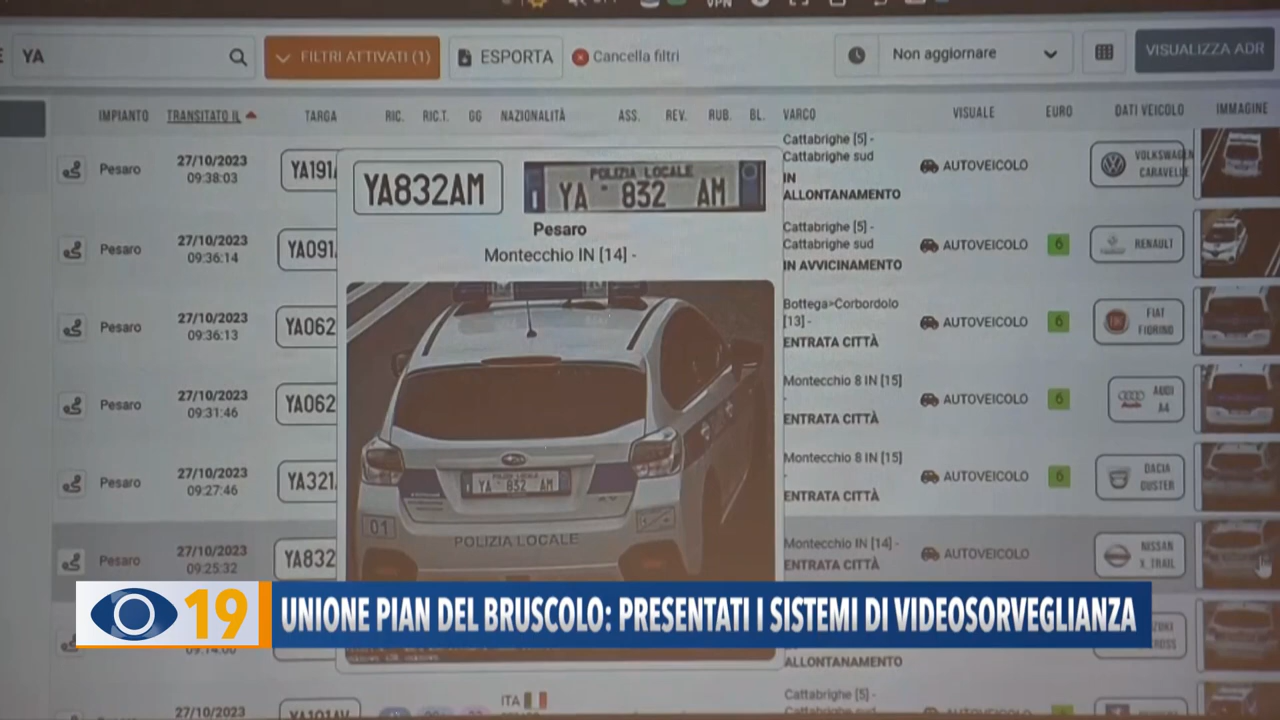 VPN
YA
FILTRI ATTIVATI (1)
ESPORTA
Cancella filtri
Non aggiornare
VISUALIZZA ADR
IMPIANTO TRANSITATO IL TARGA RIC. RIC.T. GG NAZIONALITÀ ASS. REV. RUB. BL. VARCO VISUALE EURO DATI VEICOLO IMMAGINE
Pesaro
27/10/2023
09:38:03
YA191
Cattabrighe [5] -
Cattabrighe sud
IN
ALLONTANAMENTO
AUTOVEICOLO
VOLKSWAGEN
CARAVELLE
Pesaro
27/10/2023
09:36:14
YA091
Cattabrighe [5] -
Cattabrighe sud
IN AVVICINAMENTO
AUTOVEICOLO
6
RENAULT
Pesaro
27/10/2023
09:36:13
YA062
Bottega>Corbordolo
[13] -
ENTRATA CITTÀ
AUTOVEICOLO
6
FIAT
FIORINO
Pesaro
27/10/2023
09:31:46
YA062
Montecchio 8 IN [15]
-
ENTRATA CITTÀ
AUTOVEICOLO
6
AUDI
A4
Pesaro
27/10/2023
09:27:46
YA321
Montecchio 8 IN [15]
-
ENTRATA CITTÀ
AUTOVEICOLO
6
DACIA
DUSTER
Pesaro
27/10/2023
09:25:32
YA832
Montecchio IN [14] -
ENTRATA CITTÀ
AUTOVEICOLO
NISSAN
X_TRAIL
YA832AM
POLIZIA LOCALE
YA 832 AM
Pesaro
Montecchio IN [14] -
YA 832 AM
01
POLIZIA LOCALE
19
UNIONE PIAN DEL BRUSCOLO: PRESENTATI I SISTEMI DI VIDEOSORVEGLIANZA
09:14:00
ALLONTANAMENTO
27/10/2023
YA101AV
ITA
Cattabrighe [5] -